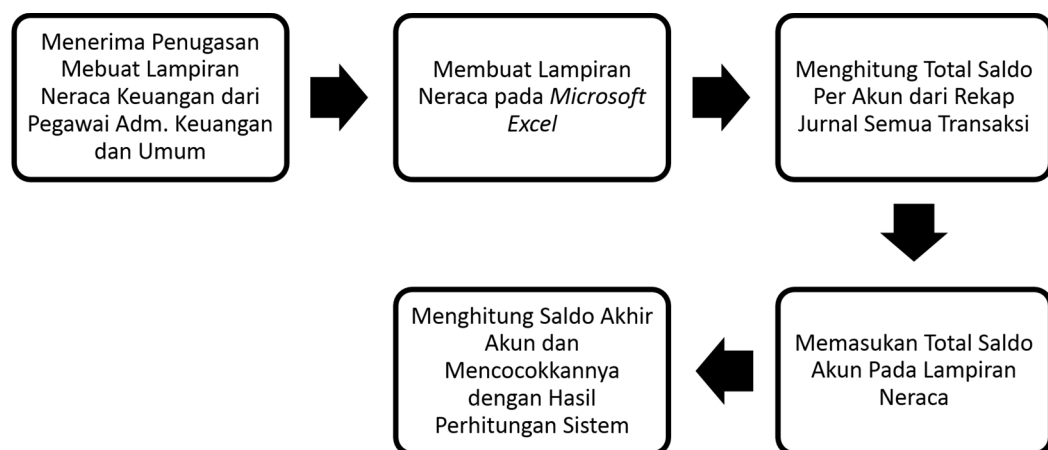 Menerima Penugasan
Mebuat Lampiran
Neraca Keuangan dari
Pegawai Adm. Keuangan
dan Umum
Membuat Lampiran
Neraca pada Microsoft
Excel
Menghitung Total Saldo
Per Akun dari Rekap
Jurnal Semua Transaksi
Memasukan Total Saldo
Akun Pada Lampiran
Neraca
Menghitung Saldo Akhir
Akun dan
Mencocokkannya
dengan Hasil
Perhitungan Sistem